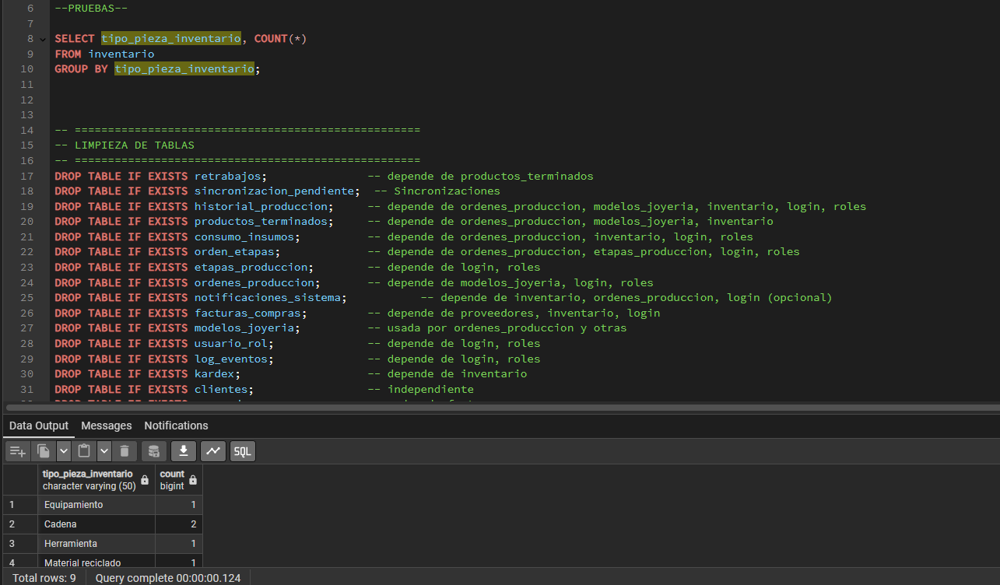 6 --PRUEBAS--
7
8 SELECT tipo_pieza_inventario, COUNT(*)
9 FROM inventario
10 GROUP BY tipo_pieza_inventario;
11
12
13
14 -- ====================================================
15 -- LIMPIEZA DE TABLAS
16 -- ====================================================
17 DROP TABLE IF EXISTS retrabajos; -- depende de productos_terminados
18 DROP TABLE IF EXISTS sincronizacion_pendiente; -- Sincronizaciones
19 DROP TABLE IF EXISTS historial_produccion; -- depende de ordenes_produccion, modelos_joyeria, inventario, login, roles
20 DROP TABLE IF EXISTS productos_terminados; -- depende de ordenes_produccion, modelos_joyeria, inventario
21 DROP TABLE IF EXISTS consumo_insumos; -- depende de ordenes_produccion, inventario, login, roles
22 DROP TABLE IF EXISTS orden_etapas; -- depende de ordenes_produccion, etapas_produccion, login, roles
23 DROP TABLE IF EXISTS etapas_produccion; -- depende de login, roles
24 DROP TABLE IF EXISTS ordenes_produccion; -- depende de modelos_joyeria, login, roles
25 DROP TABLE IF EXISTS notificaciones_sistema; -- depende de inventario, ordenes_produccion, login (opcional)
26 DROP TABLE IF EXISTS facturas_compras; -- depende de proveedores, inventario, login
27 DROP TABLE IF EXISTS modelos_joyeria; -- usada por ordenes_produccion y otras
28 DROP TABLE IF EXISTS usuario_rol; -- depende de login, roles
29 DROP TABLE IF EXISTS log_eventos; -- depende de login, roles
30 DROP TABLE IF EXISTS kardex; -- depende de inventario
31 DROP TABLE IF EXISTS clientes; -- independiente
Data Output Messages Notifications
SQL
tipo_pieza_inventario count
character varying (50) bigint
1 Equipamiento 1
2 Cadena 2
3 Herramienta 1
4 Material reciclado 1
Total rows: 9 Query complete 00:00:00.124